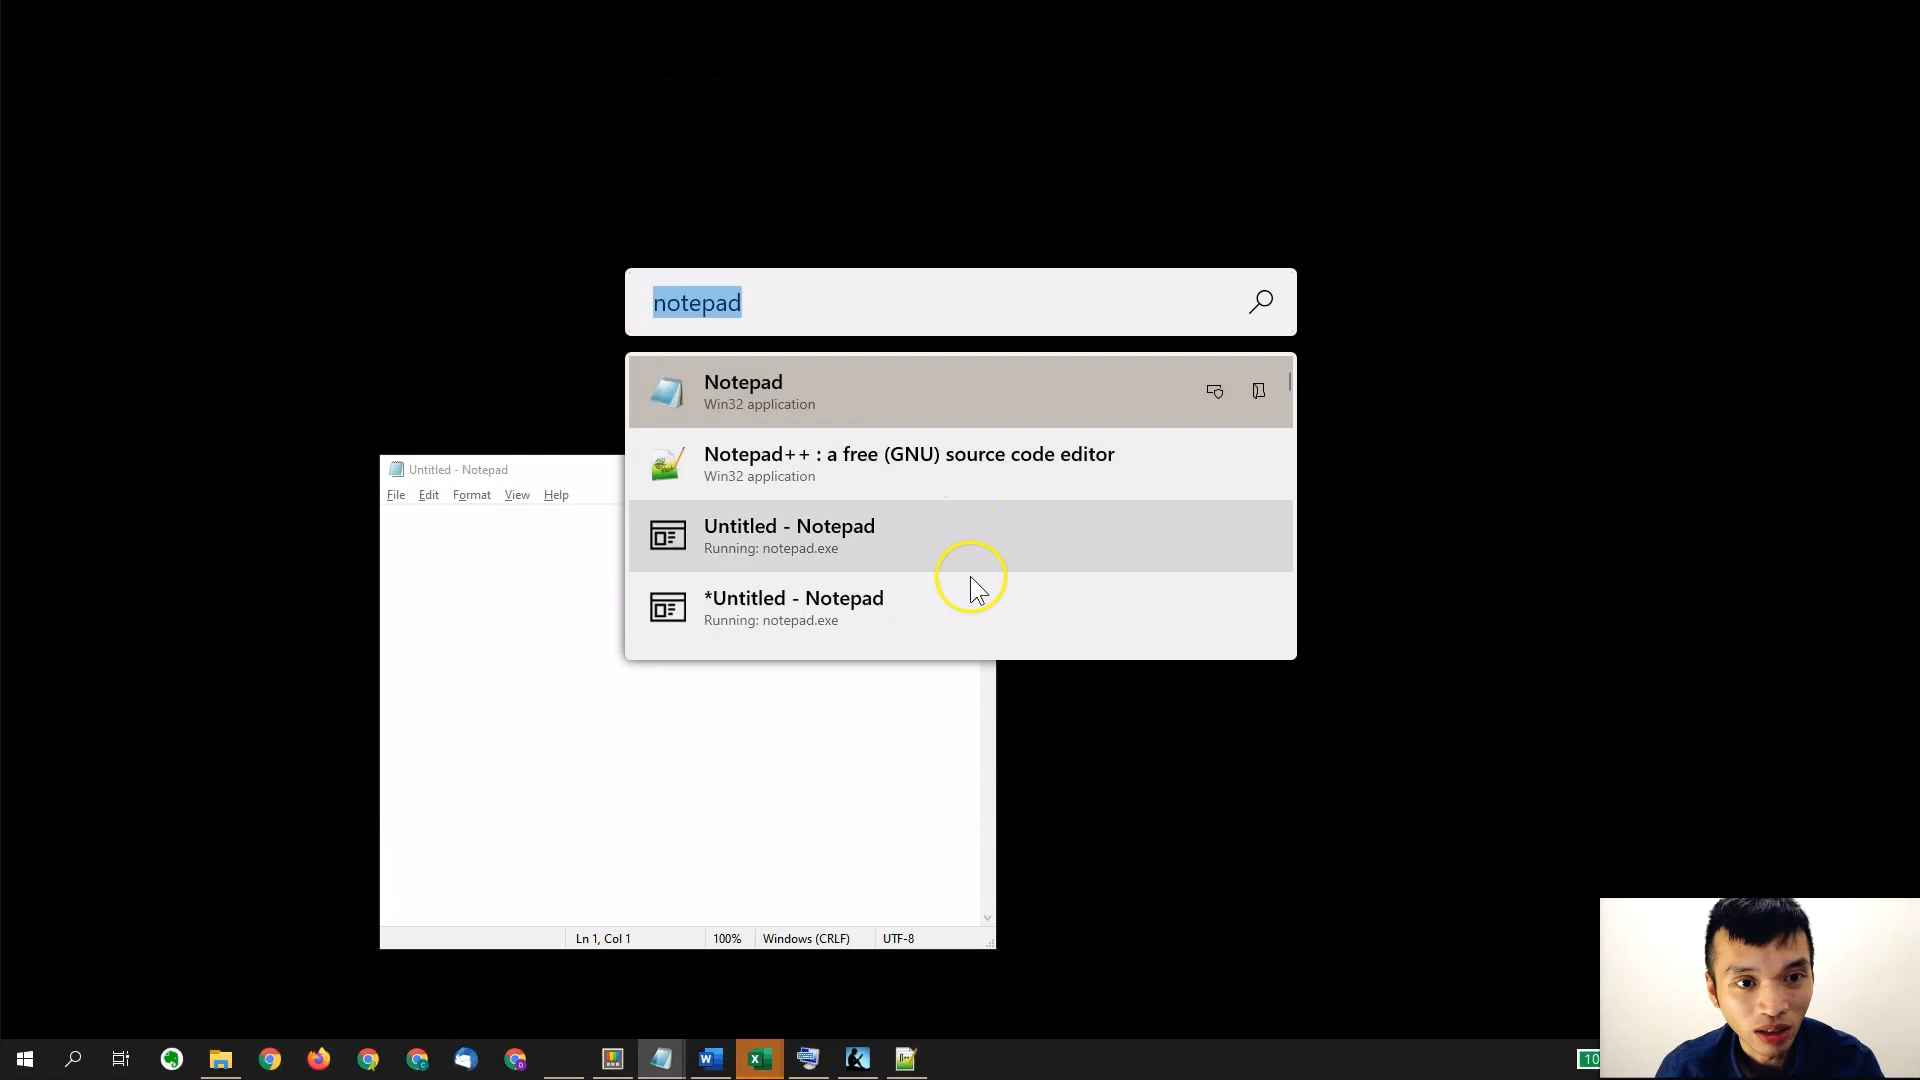 notepad
Notepad
Win32 application
Notepad++ : a free (GNU) source code editor
Win32 application
Untitled - Notepad
Running: notepad.exe
*Untitled - Notepad
Running: notepad.exe
Untitled - Notepad
File Edit Format View Help
Ln 1, Col 1 100% Windows (CRLF) UTF-8
10